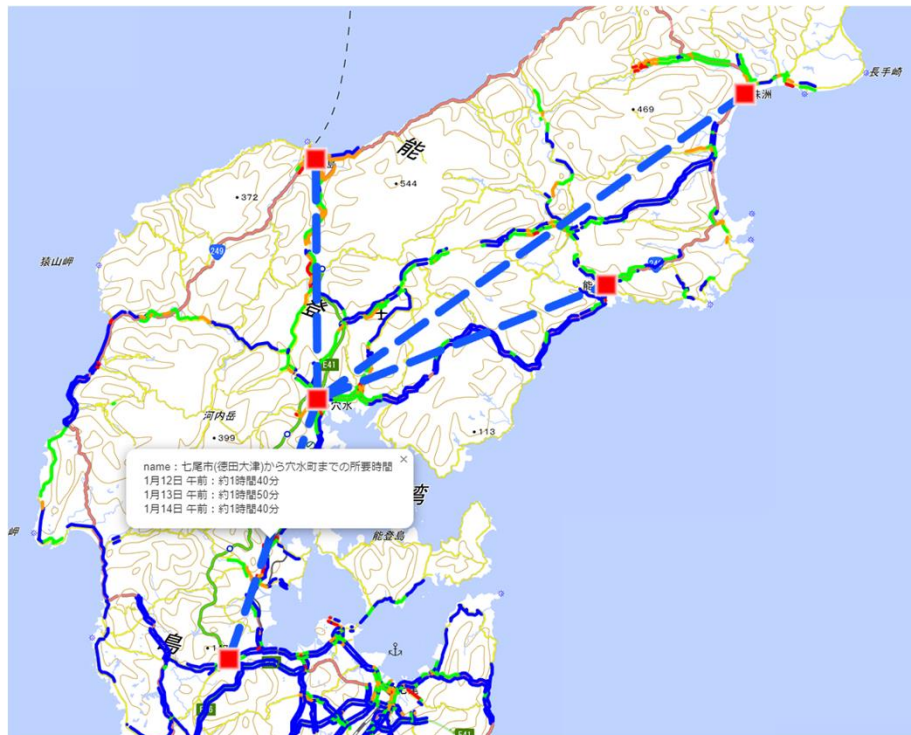 長手崎
珠洲
469
島
能
544
372
249
猿山岬
能
登
E41
穴水
河内岳
399
113
×
name：七尾市(徳田大津)から穴水町までの所要時間
1月12日 午前：約1時間40分
1月13日 午前：約1時間50分
1月14日 午前：約1時間40分
湾
岬
能登島
島
E41